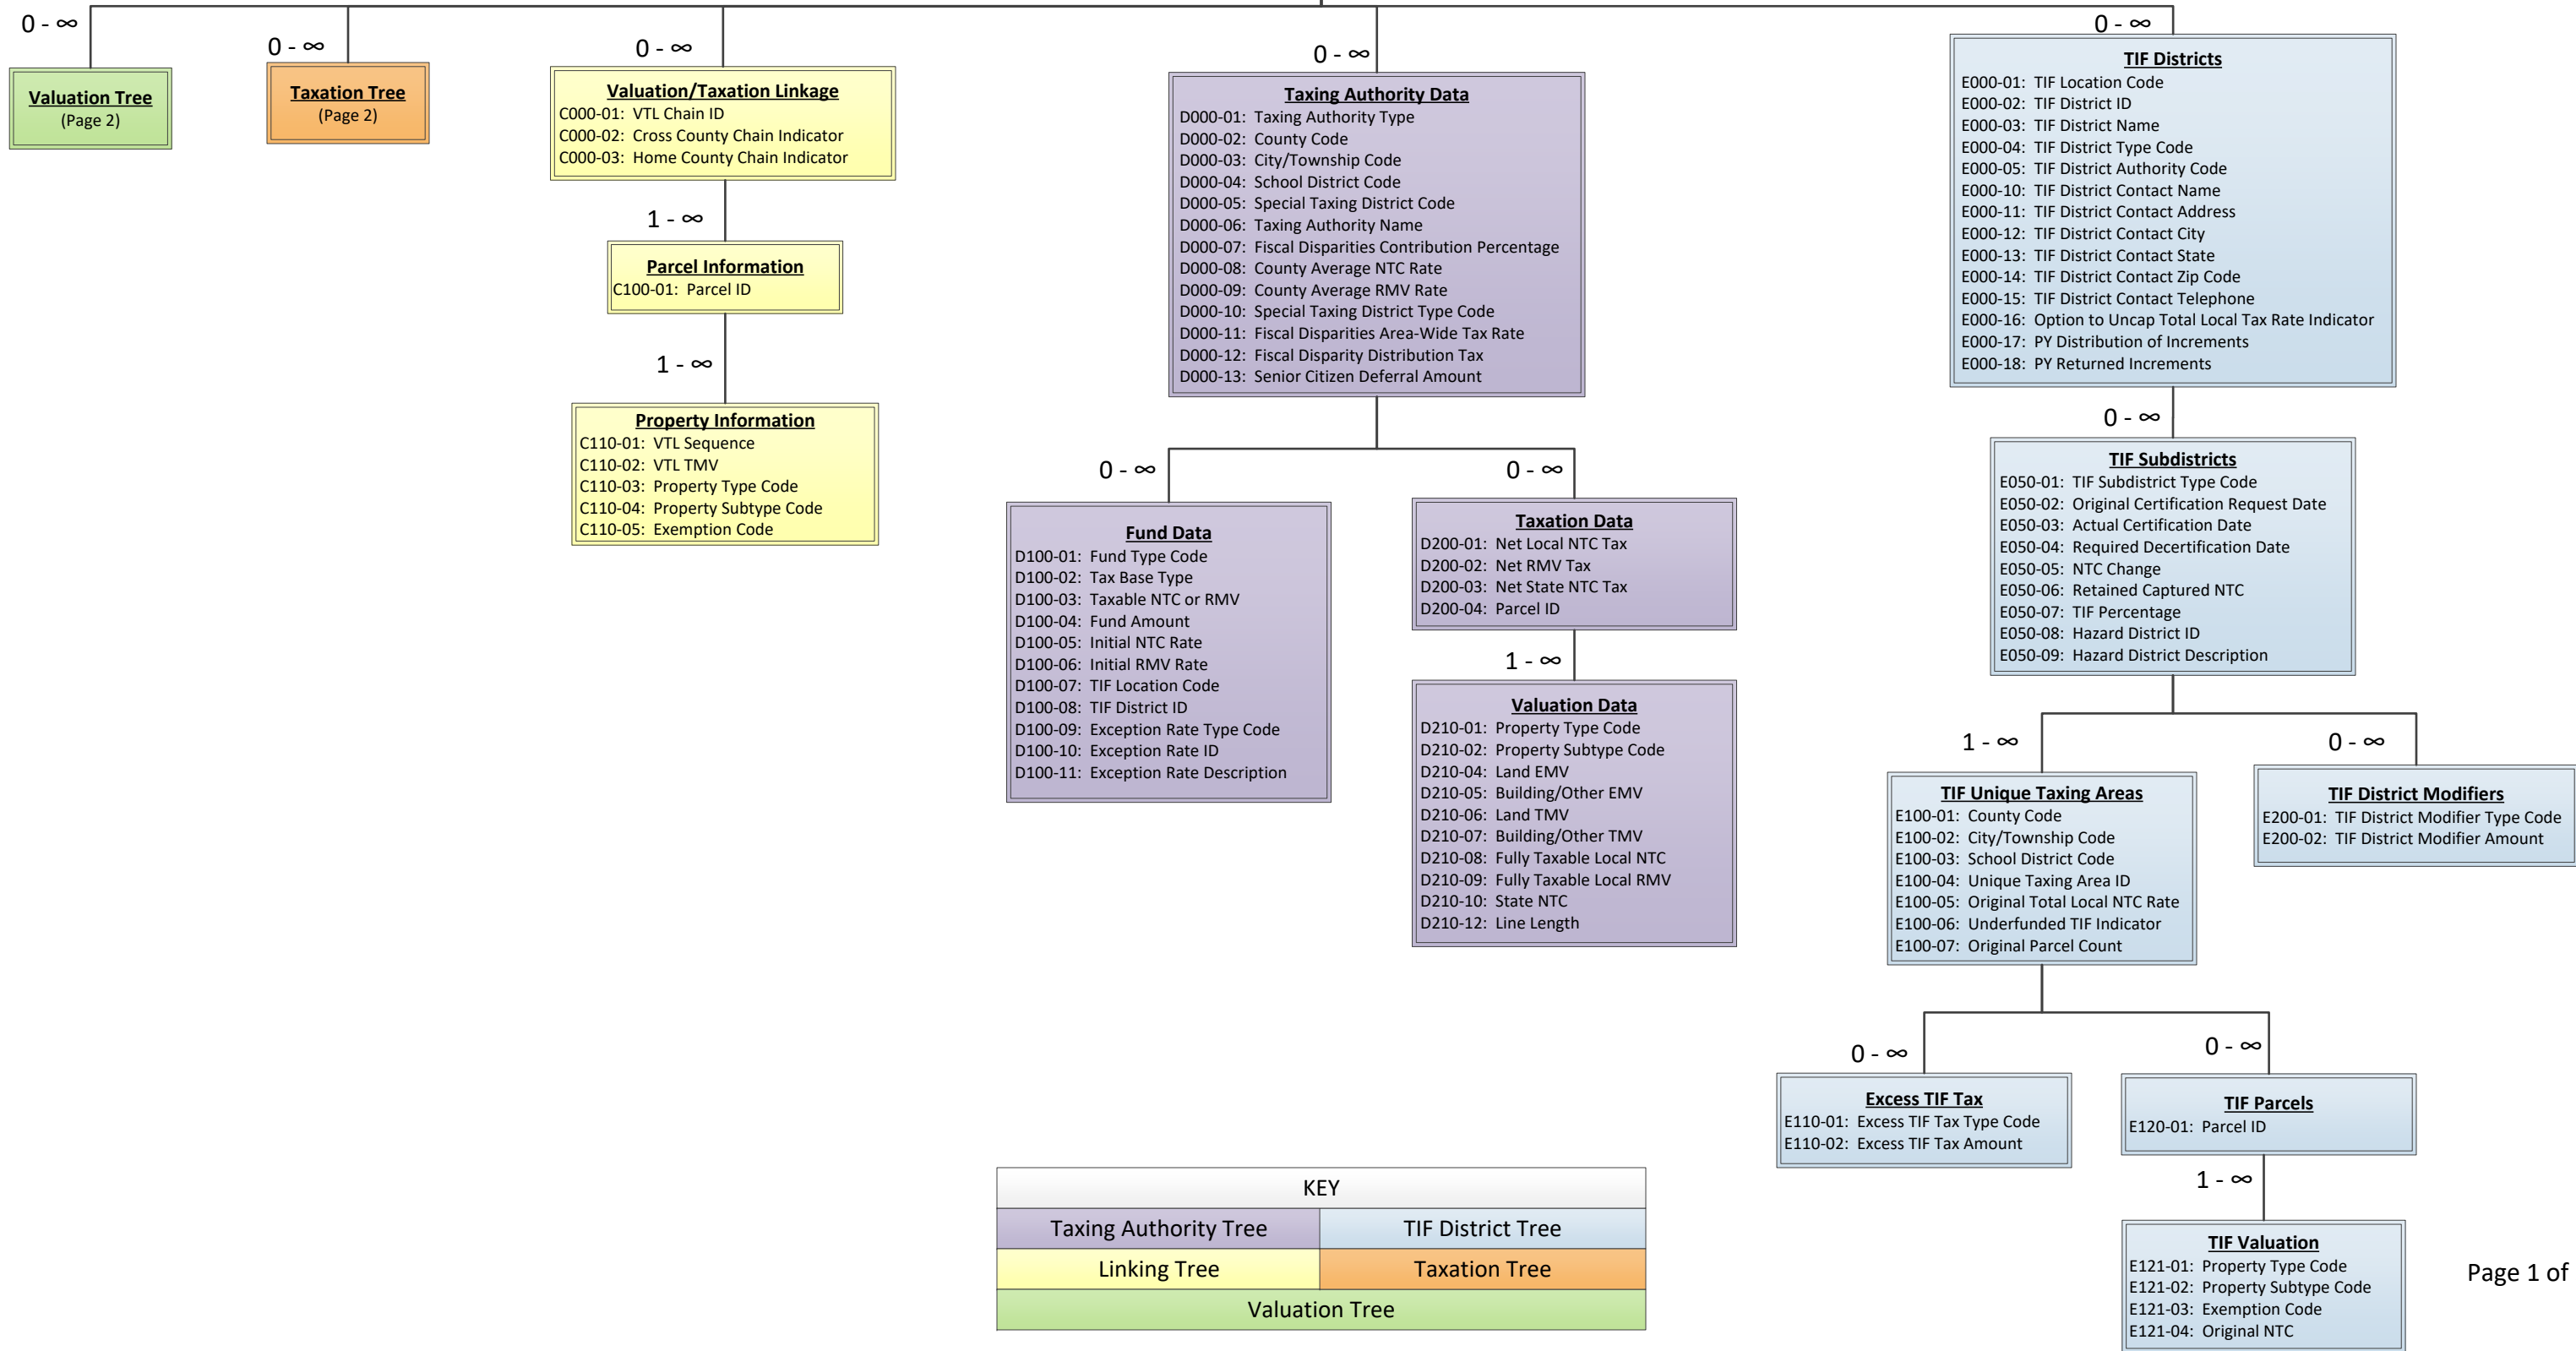 0 - ∞
Valuation Tree
(Page 2)
0 - ∞
Taxation Tree
(Page 2)
0 - ∞
Valuation/Taxation Linkage
C000-01: VTL Chain ID
C000-02: Cross County Chain Indicator
C000-03: Home County Chain Indicator
1 - ∞
Parcel Information
C100-01: Parcel ID
1 - ∞
Property Information
C110-01: VTL Sequence
C110-02: VTL TMV
C110-03: Property Type Code
C110-04: Property Subtype Code
C110-05: Exemption Code
0 - ∞
Taxing Authority Data
D000-01: Taxing Authority Type
D000-02: County Code
D000-03: City/Township Code
D000-04: School District Code
D000-05: Special Taxing District Code
D000-06: Taxing Authority Name
D000-07: Fiscal Disparities Contribution Percentage
D000-08: County Average NTC Rate
D000-09: County Average RMV Rate
D000-10: Special Taxing District Type Code
D000-11: Fiscal Disparities Area-Wide Tax Rate
D000-12: Fiscal Disparity Distribution Tax
D000-13: Senior Citizen Deferral Amount
0 - ∞
Fund Data
D100-01: Fund Type Code
D100-02: Tax Base Type
D100-03: Taxable NTC or RMV
D100-04: Fund Amount
D100-05: Initial NTC Rate
D100-06: Initial RMV Rate
D100-07: TIF Location Code
D100-08: TIF District ID
D100-09: Exception Rate Type Code
D100-10: Exception Rate ID
D100-11: Exception Rate Description
0 - ∞
Taxation Data
D200-01: Net Local NTC Tax
D200-02: Net RMV Tax
D200-03: Net State NTC Tax
D200-04: Parcel ID
1 - ∞
Valuation Data
D210-01: Property Type Code
D210-02: Property Subtype Code
D210-04: Land EMV
D210-05: Building/Other EMV
D210-06: Land TMV
D210-07: Building/Other TMV
D210-08: Fully Taxable Local NTC
D210-09: Fully Taxable Local RMV
D210-10: State NTC
D210-12: Line Length
0 - ∞
TIF Districts
E000-01: TIF Location Code
E000-02: TIF District ID
E000-03: TIF District Name
E000-04: TIF District Type Code
E000-05: TIF District Authority Code
E000-10: TIF District Contact Name
E000-11: TIF District Contact Address
E000-12: TIF District Contact City
E000-13: TIF District Contact State
E000-14: TIF District Contact Zip Code
E000-15: TIF District Contact Telephone
E000-16: Option to Uncap Total Local Tax Rate Indicator
E000-17: PY Distribution of Increments
E000-18: PY Returned Increments
0 - ∞
TIF Subdistricts
E050-01: TIF Subdistrict Type Code
E050-02: Original Certification Request Date
E050-03: Actual Certification Date
E050-04: Required Decertification Date
E050-05: NTC Change
E050-06: Retained Captured NTC
E050-07: TIF Percentage
E050-08: Hazard District ID
E050-09: Hazard District Description
1 - ∞
TIF Unique Taxing Areas
E100-01: County Code
E100-02: City/Township Code
E100-03: School District Code
E100-04: Unique Taxing Area ID
E100-05: Original Total Local NTC Rate
E100-06: Underfunded TIF Indicator
E100-07: Original Parcel Count
0 - ∞
TIF District Modifiers
E200-01: TIF District Modifier Type Code
E200-02: TIF District Modifier Amount
0 - ∞
Excess TIF Tax
E110-01: Excess TIF Tax Type Code
E110-02: Excess TIF Tax Amount
0 - ∞
TIF Parcels
E120-01: Parcel ID
1 - ∞
TIF Valuation
E121-01: Property Type Code
E121-02: Property Subtype Code
E121-03: Exemption Code
E121-04: Original NTC
KEY
Taxing Authority Tree
TIF District Tree
Linking Tree
Taxation Tree
Valuation Tree
Page 1 of